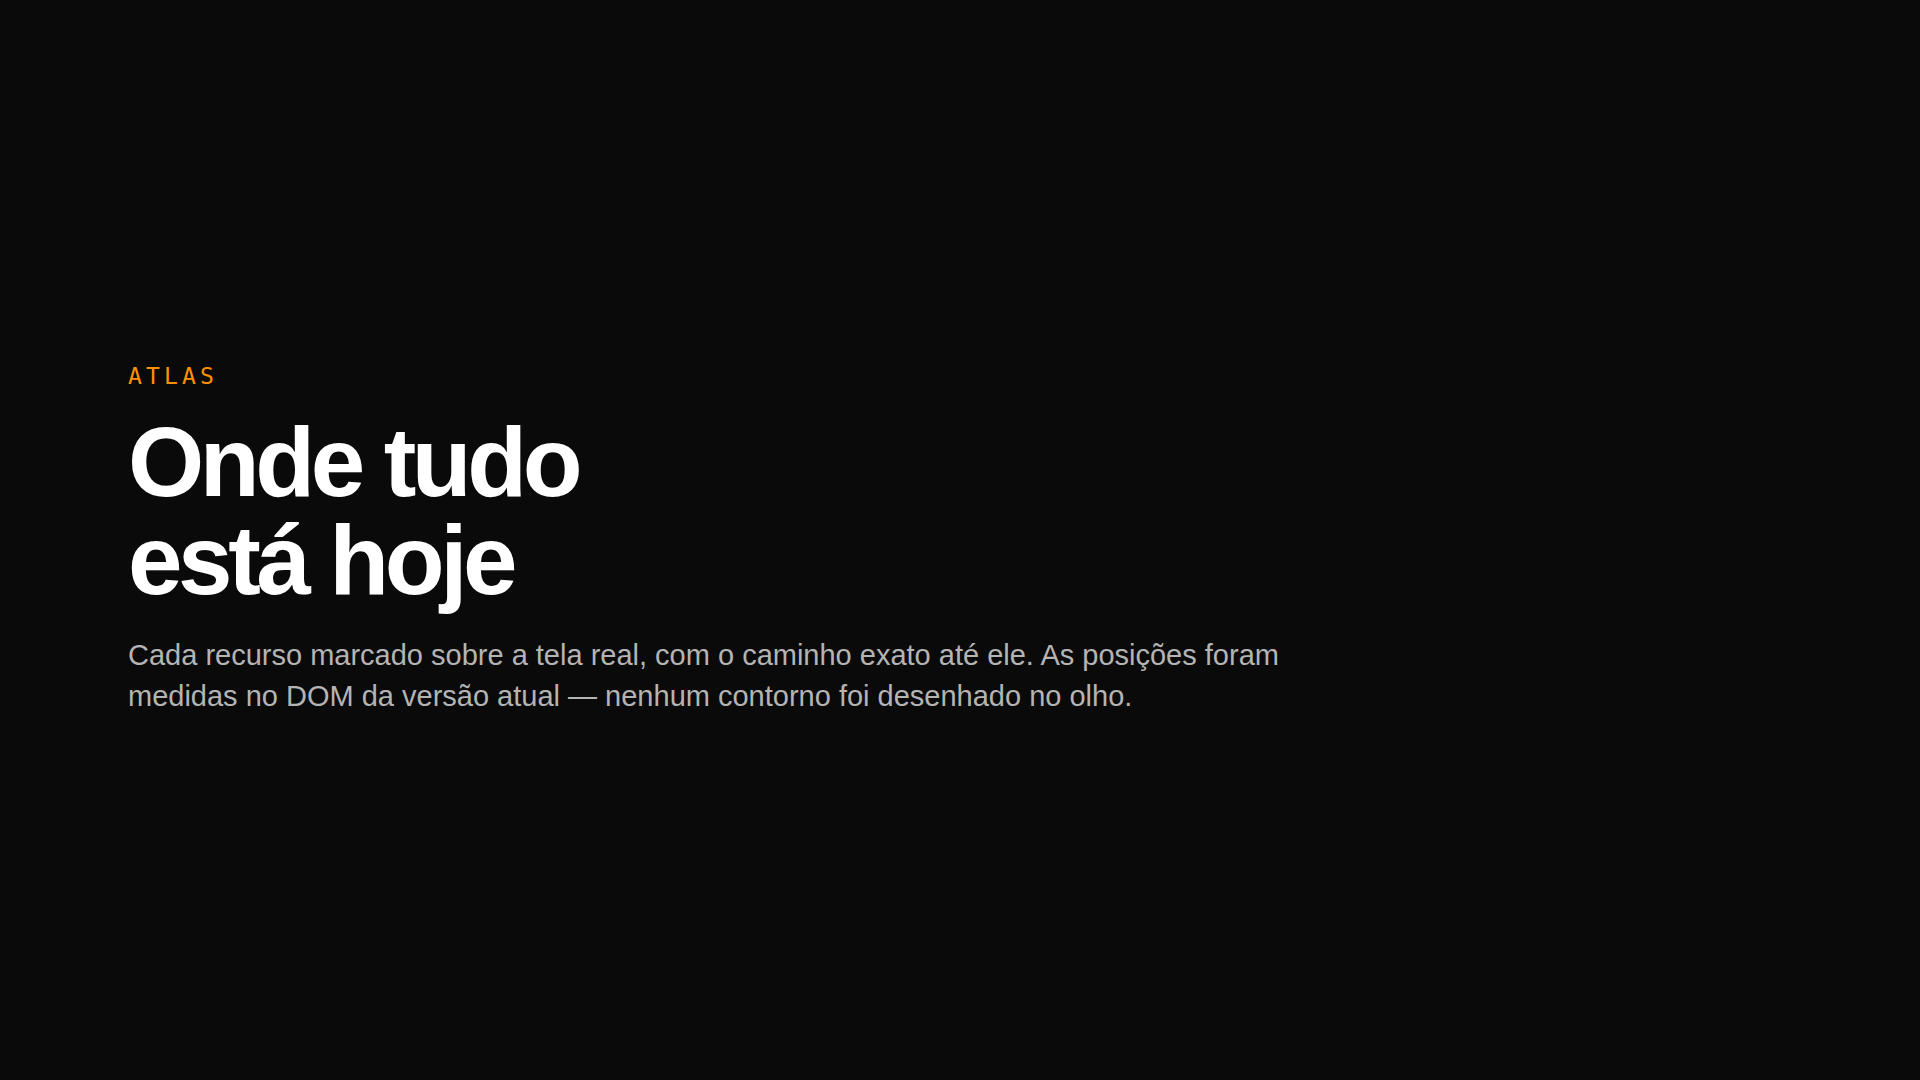 ATLAS
Onde tudo
está hoje
Cada recurso marcado sobre a tela real, com o caminho exato até ele. As posições foram
medidas no DOM da versão atual — nenhum contorno foi desenhado no olho.